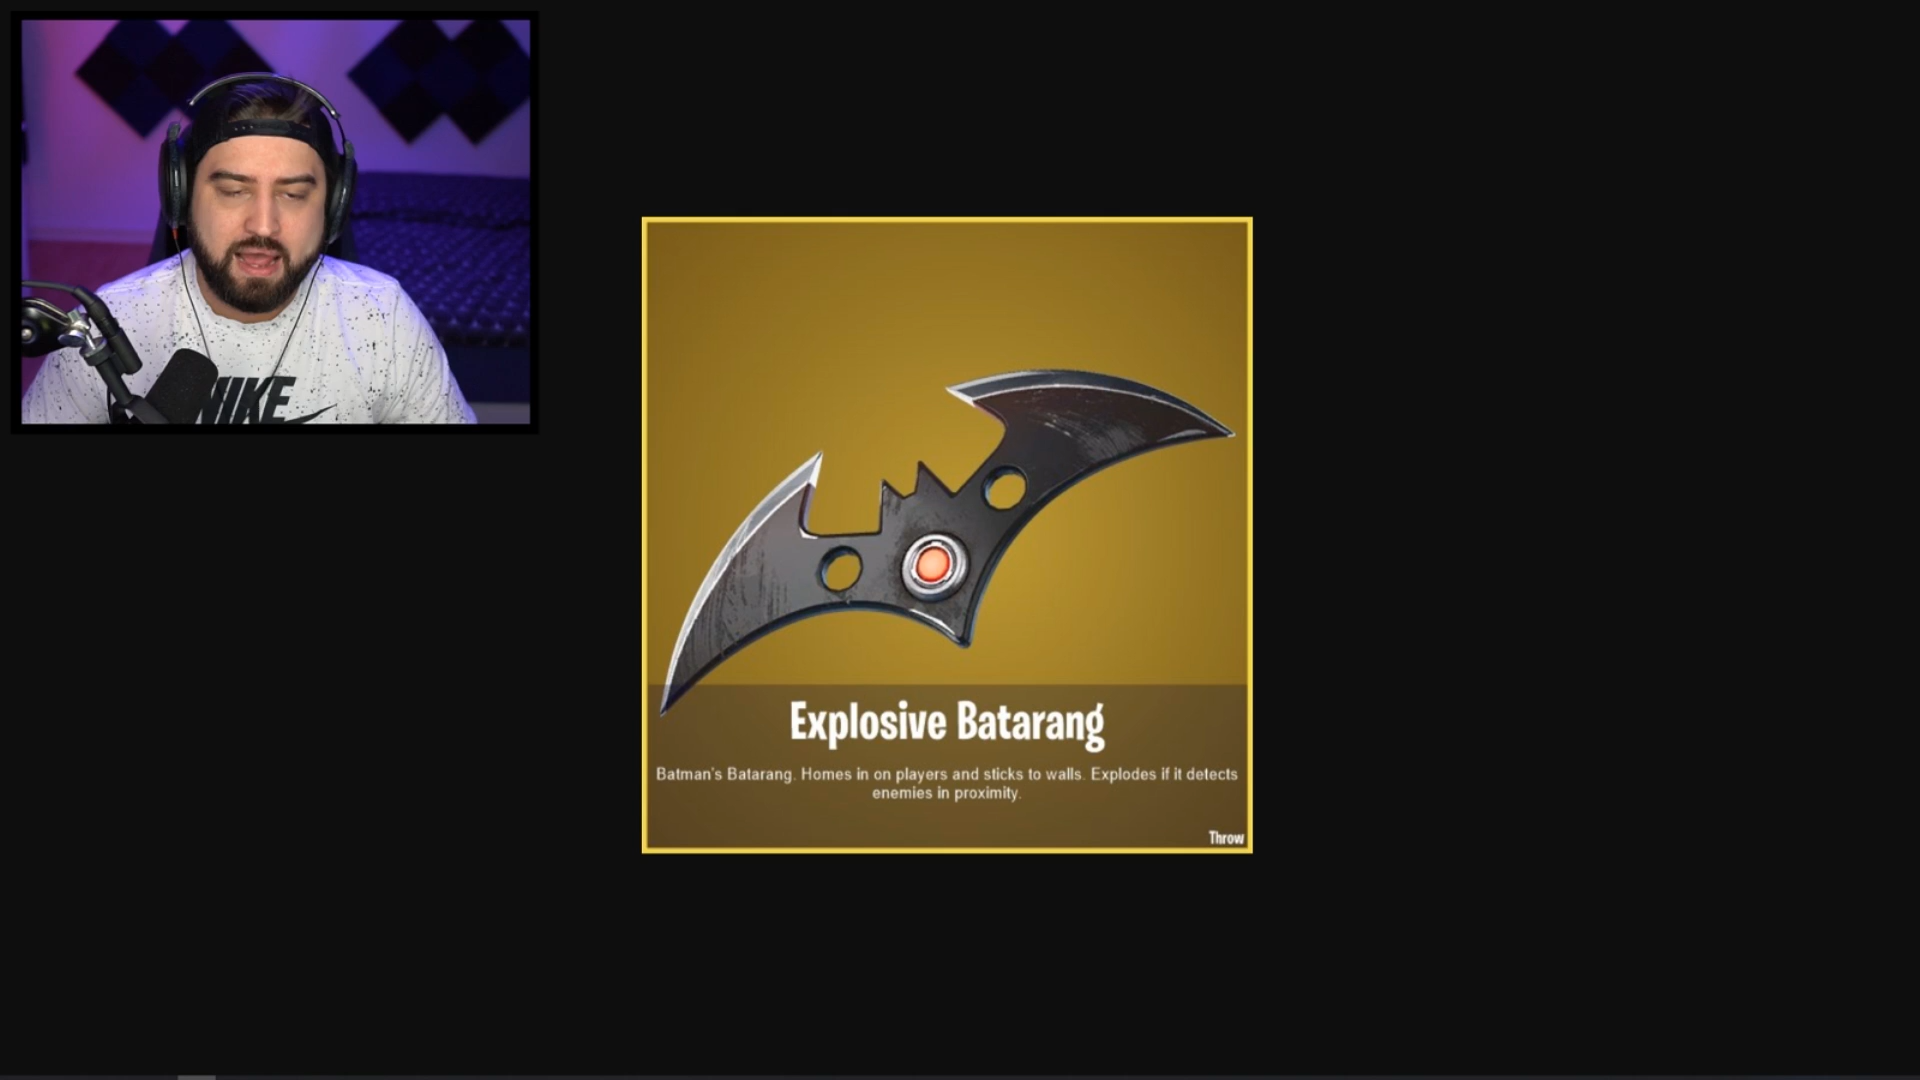 NIKE
Explosive Batarang
Batman's Batarang. Homes in on players and sticks to walls. Explodes if it detects
enemies in proximity.
Throw